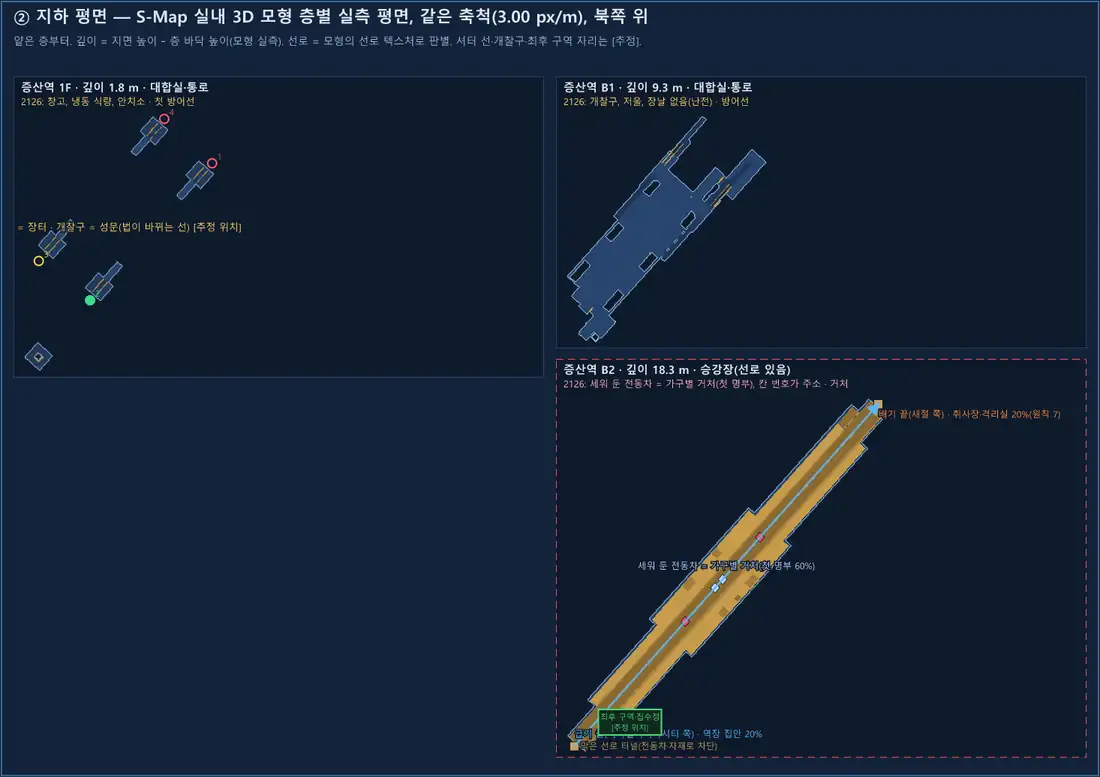 ② 지하 평면 — S-Map 실내 3D 모형 층별 실측 평면, 같은 축척(3.00 px/m), 북쪽 위
얕은 층부터. 깊이 = 지면 높이 − 층 바닥 높이(모형 실측). 선로 = 모형의 선로 텍스처로 판별. 셔터 선·개찰구·최후 구역 자리는 [추정].
증산역 1F · 깊이 1.8 m · 대합실·통로
2126: 창고, 냉동 식량, 안치소 · 첫 방어선
4
1
= 장터 · 개찰구 = 성문(법이 바뀌는 선) [추정 위치]
증산역 B1 · 깊이 9.3 m · 대합실·통로
2126: 개찰구, 저울, 장날 없음(난전) · 방어선
증산역 B2 · 깊이 18.3 m · 승강장(선로 있음)
2126: 세워 둔 전동차 = 가구별 거처(첫 명부), 칸 번호가 주소 · 거처
배기 끝(새절 쪽) · 취사장·격리실 20%(원칙 7)
세워 둔 전동차 = 가구별 거처(첫 명부 60%)
최후 구역·집수정
[추정 위치]
시티 쪽) · 역장 집안 20%
막은 선로 터널(전동차·자재로 차단)